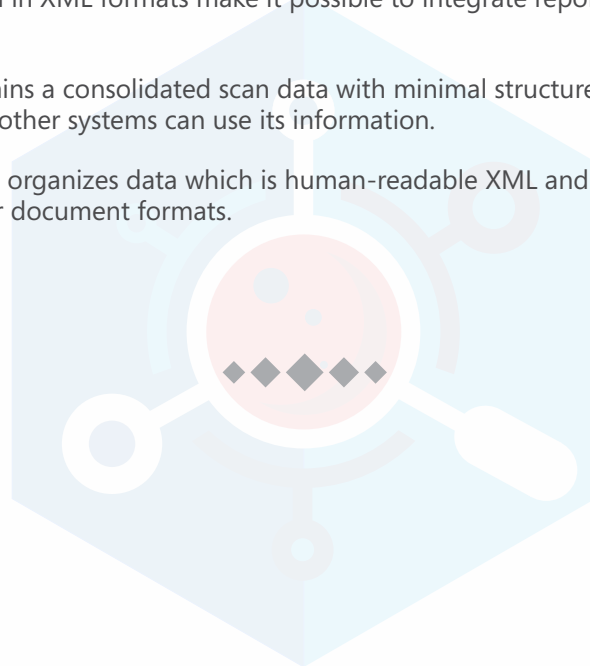 in XML formats make it possible to integrate
ins a consolidated scan data with minimal structure
other systems can use its information.
organizes data which is human-readable XML and
document formats.